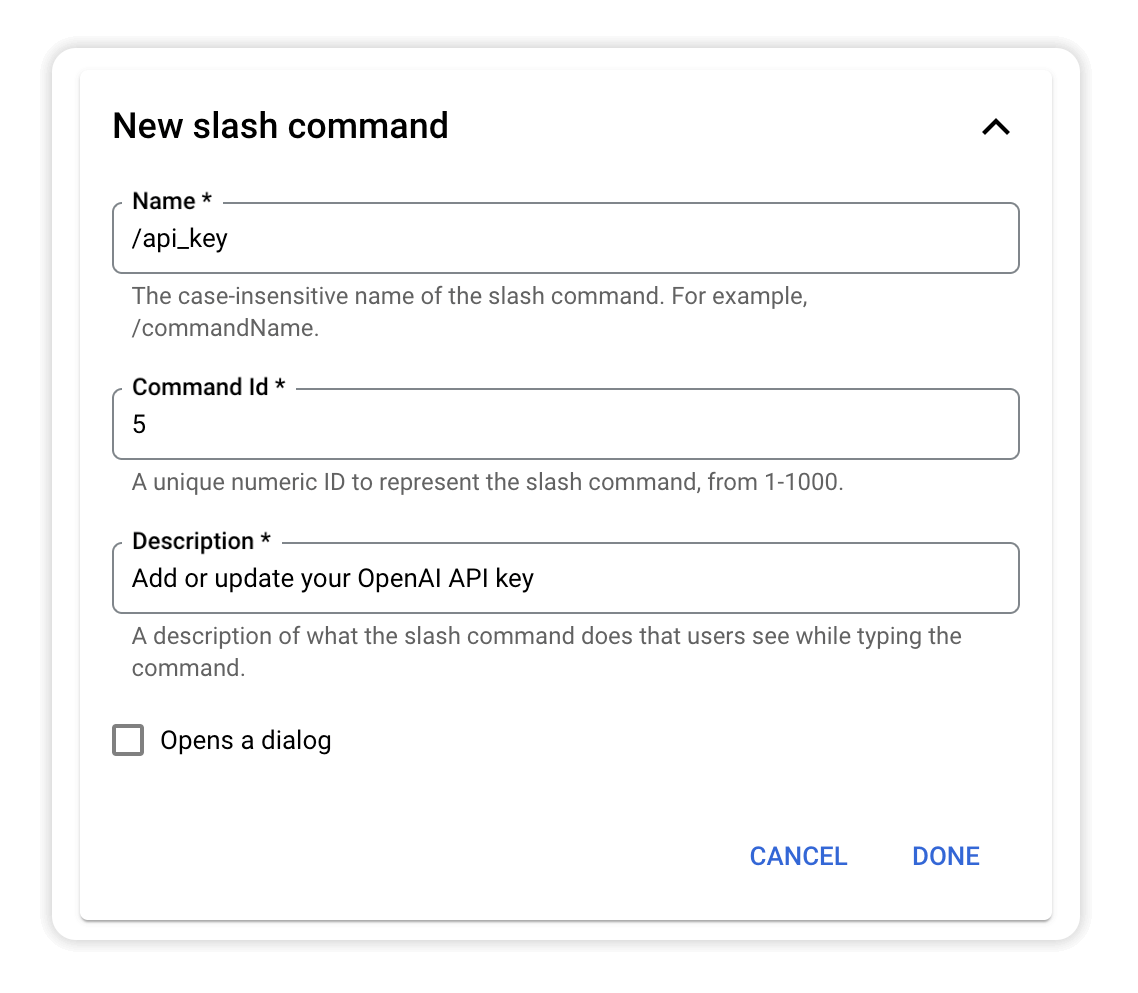 New slash command
Name *
/api_key
The case-insensitive name of the slash command. For example,
/commandName.
Command Id *
5
A unique numeric ID to represent the slash command, from 1-1000.
Description *
Add or update your OpenAI API key
A description of what the slash command does that users see while typing the
command.
Opens a dialog
CANCEL DONE